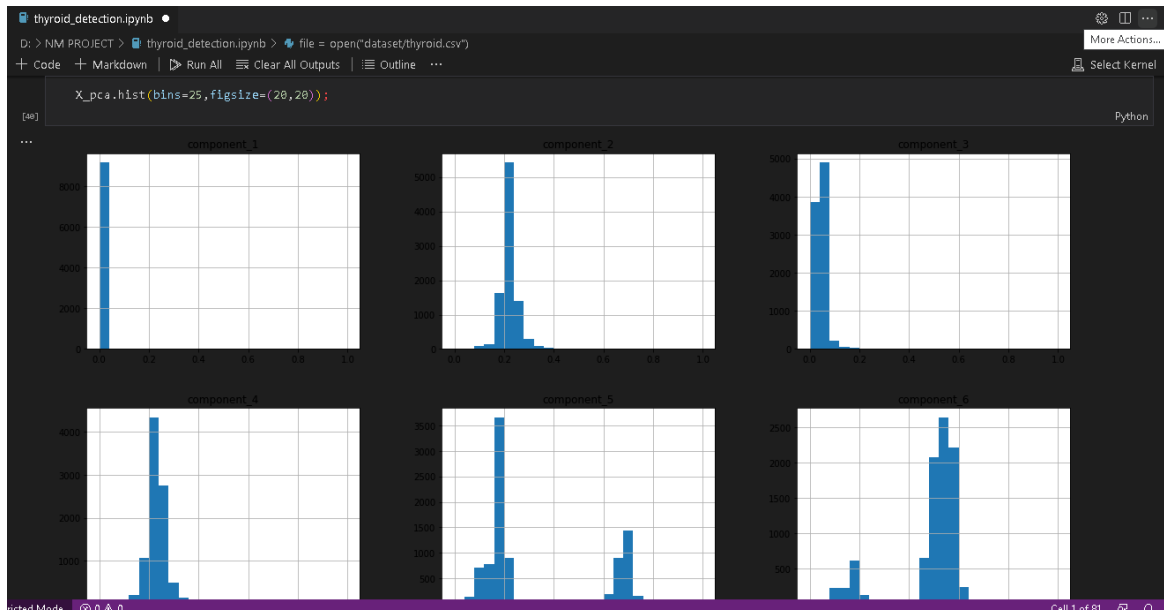 thyroid_detection.ipynb ●
D: > NM PROJECT > thyroid_detection.ipynb > file = open("dataset/thyroid.csv")
More Actions...
+ Code + Markdown | Run All Clear All Outputs | Outline ...
Select Kernel
X_pca.hist(bins=25,figsize=(20,20));
[40]
Python
...
component_1
8000
6000
4000
2000
0
0.0 0.2 0.4 0.6 0.8 1.0
component_2
5000
4000
3000
2000
1000
0
0.0 0.2 0.4 0.6 0.8 1.0
component_3
5000
4000
3000
2000
1000
0
0.0 0.2 0.4 0.6 0.8 1.0
component_4
4000
3000
2000
1000
component_5
3500
3000
2500
2000
1500
1000
500
component_6
2500
2000
1500
1000
500
ricted Mode 0 0
Cell 1 of 81